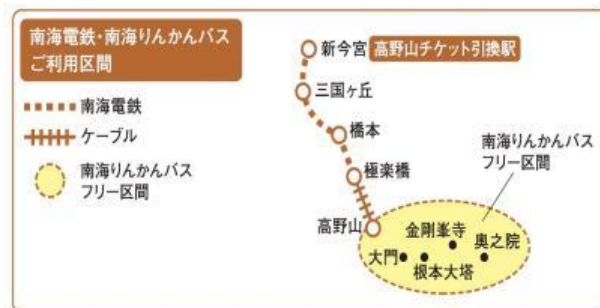 南海電鉄・南海りんかんバス
ご利用区間
南海電鉄
ケーブル
南海りんかんバス
フリー区間
新今宮 高野山チケット引換駅
三国ヶ丘
橋本
極楽橋
高野山
南海りんかんバス
フリー区間
金剛峯寺
奥之院
大門
根本大塔